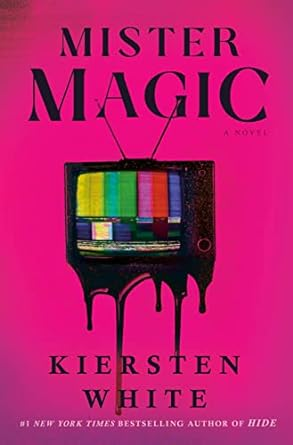 MISTER
MAGIC
A NOVEL
KIERSTEN
WHITE
#1 NEW YORK TIMES BESTSELLING AUTHOR OF HIDE